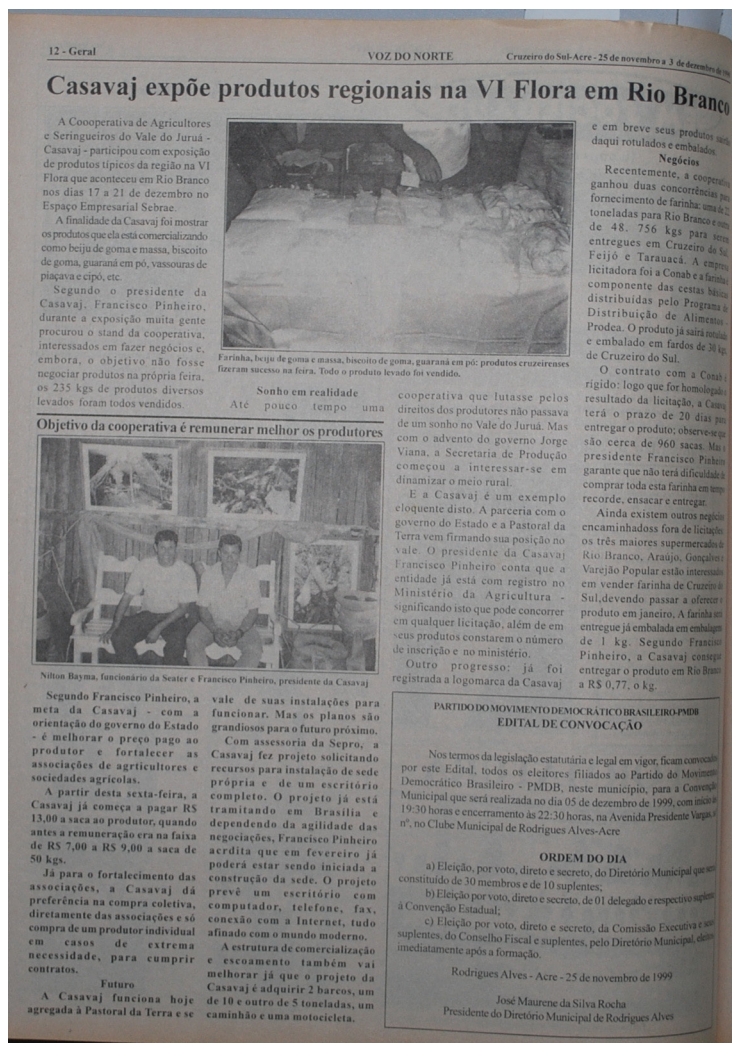 12 - Geral
VOZ DO NORTE
Cruzeiro do Sul-Acre - 25 de novembro a 3 de dezembro de
Casavaj expõe produtos regionais na VI Flora em Rio Branco
A Coooperativa de Agricultores
e Seringueiros do Vale do Juruá -
Casavaj - participou com exposição
de produtos típicos da região na VI
Flora que aconteceu em Rio Branco
nos dias 17 a 21 de dezembro no
Espaço Empresarial Sebrae.
A finalidade da Casavaj foi mostrar
os produtos que ela está comercializando
como beiju de goma e massa, biscoito
de goma, guaraná em pó, vassouras de
piaçava e cipó, etc.
Segundo o presidente da
Casavaj, Francisco Pinheiro,
durante a exposição muita gente
procurou o stand da cooperativa,
interessados em fazer negócios e,
embora, o objetivo não fosse
negociar produtos na própria feira,
os 235 kgs de produtos diversos
levados foram todos vendidos.
Farinha, beiju de goma e massa, biscoito de goma, guaraná em pó: produtos cruzeirenses
fizeram sucesso na feira. Todo o produto levado foi vendido.
Sonho em realidade
Até pouco tempo uma
cooperativa que lutasse pelos
direitos dos produtores não passava
de um sonho no Vale do Juruá. Mas
com o advento do governo Jorge
Viana, a Secretaria de Produção
começou a interessar-se em
dinamizar o meio rural.
E a Casavaj é um exemplo
eloquente disto. A parceria com o
governo do Estado e a Pastoral da
Terra vem firmando sua posição no
vale. O presidente da Casavaj
Francisco Pinheiro conta que a
entidade já está com registro no
Ministério da Agricultura -
significando isto que pode concorrer
em qualquer licitação, além de em
seus produtos constarem o número
de inscrição e no ministério.
Outro progresso: já foi
registrada a logomarca da Casavaj
e em breve seus produtos
daqui rotulados e embalados.
Negócios
Recentemente, a
ganhou duas concorrências
fornecimento de farinha: uma de
toneladas para Rio Branco e
de 48. 756 kgs para
entregues em Cruzeiro do Sul,
Feijó e Tarauacá. A empresa
licitadora foi a Conab e a farinha é
componente das cestas básicas
distribuídas pelo Programa de
Distribuição de Alimentos -
Prodea. O produto já sairá rotulado
e embalado em fardos de 30 kg
de Cruzeiro do Sul.
O contrato com a Conab é
rígido: logo que for homologado o
resultado da licitação, a Casavaj
terá o prazo de 20 dias para
entregar o produto; observe-se que
são cerca de 960 sacas. Mas o
presidente Francisco Pinheiro
garante que não terá dificuldade de
comprar toda esta farinha em tempo
recorde, ensacar e entregar.
Ainda existem outros negócios
encaminhadoss fora de licitações
os três maiores supermercados de
Rio Branco, Araújo, Gonçalves e
Varejão Popular estão interessados
em vender farinha de Cruzeiro do
Sul,devendo passar a oferecer o
produto em janeiro. A farinha será
entregue já embalada em embalagem
de 1 kg. Segundo Francisco
Pinheiro, a Casavaj consegue
entregar o produto em Rio Branco
a R$ 0,77, o kg.
Objetivo da cooperativa é remunerar melhor os produtores
Nilton Bayma, funcionário da Seater e Francisco Pinheiro, presidente da Casavaj
Segundo Francisco Pinheiro, a
meta da Casavaj - com a
orientação do governo do Estado
- é melhorar o preço pago ao
produtor e fortalecer as
associações de agrticultores e
sociedades agrícolas.
A partir desta sexta-feira, a
Casavaj já começa a pagar R$
13,00 a saca ao produtor, quando
antes a remuneração era na faixa
de R$ 7,00 a R$ 9,00 a saca de
50 kgs.
Já para o fortalecimento das
associações, a Casavaj dá
preferência na compra coletiva,
diretamente das associações e só
compra de um produtor individual
em casos de extrema
necessidade, para cumprir
contratos.
Futuro
A Casavaj funciona hoje
agregada à Pastoral da Terra e se
vale de suas instalações para
funcionar. Mas os planos são
grandiosos para o futuro próximo.
Com assessoria da Sepro, a
Casavaj fez projeto solicitando
recursos para instalação de sede
própria e de um escritório
completo. O projeto já está
tramitando em Brasília e
dependendo da agilidade das
negociações, Francisco Pinheiro
acrdita que em fevereiro já
poderá estar sendo iniciada a
construção da sede. O projeto
prevê um escritório com
computador, telefone, fax,
conexão com a Internet, tudo
afinado com o mundo moderno.
A estrutura de comercialização
e escoamento também vai
melhorar já que o projeto da
Casavaj é adquirir 2 barcos, um
de 10 e outro de 5 toneladas, um
caminhão e uma motocicleta.
PARTIDO DO MOVIMENTO DEMOCRÁTICO BRASILEIRO-PMDB
EDITAL DE CONVOCAÇÃO
Nos termos da legislação estatutária e legal em vigor, ficam convocados
por este Edital, todos os eleitores filiados ao Partido do Movimento
Democrático Brasileiro - PMDB, neste município, para a Convenção
Municipal que será realizada no dia 05 de dezembro de 1999, com início às
19:30 horas e encerramento às 22:30 horas, na Avenida Presidente Vargas,
nº, no Clube Municipal de Rodrigues Alves-Acre
ORDEM DO DIA
a) Eleição, por voto, direto e secreto, do Diretório Municipal que será
constituído de 30 membros e de 10 suplentes;
b) Eleição, por voto, direto e secreto, de 01 delegado e respectivo suplente
á Convenção Estadual;
c) Eleição, por voto, direto e secreto, da Comissão Executiva e seus
suplentes, do Conselho Fiscal e suplentes, pelo Diretório Municipal,
imediatamente após a formação.
Rodrigues Alves - Acre - 25 de novembro de 1999
José Maurene da Silva Rocha
Presidente do Diretório Municipal de Rodrigues Alves